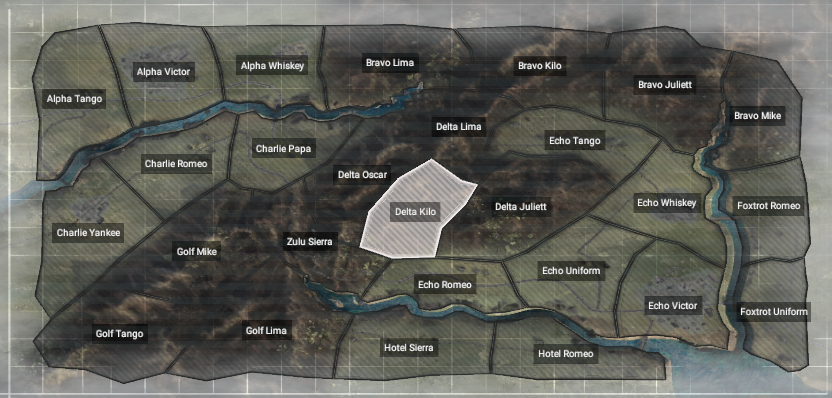 Bravo Lima
Bravo Kilo
Alpha Whiskey
Alpha Victor
Bravo Juliett
Alpha Tango
Bravo Mike
Delta Lima
Echo Tango
Charlie Papa
Charlie Romeo
Delta Oscar
Echo Whiskey
Delta Juliett
Foxtrot Romeo
Delta Kilo
Charlie Yankee
Zulu Sierra
Golf Mike
Echo Uniform
Echo Romeo
Echo Victor
Foxtrot Uniform
Golf Lima
Golf Tango
Hotel Sierra
Hotel Romeo